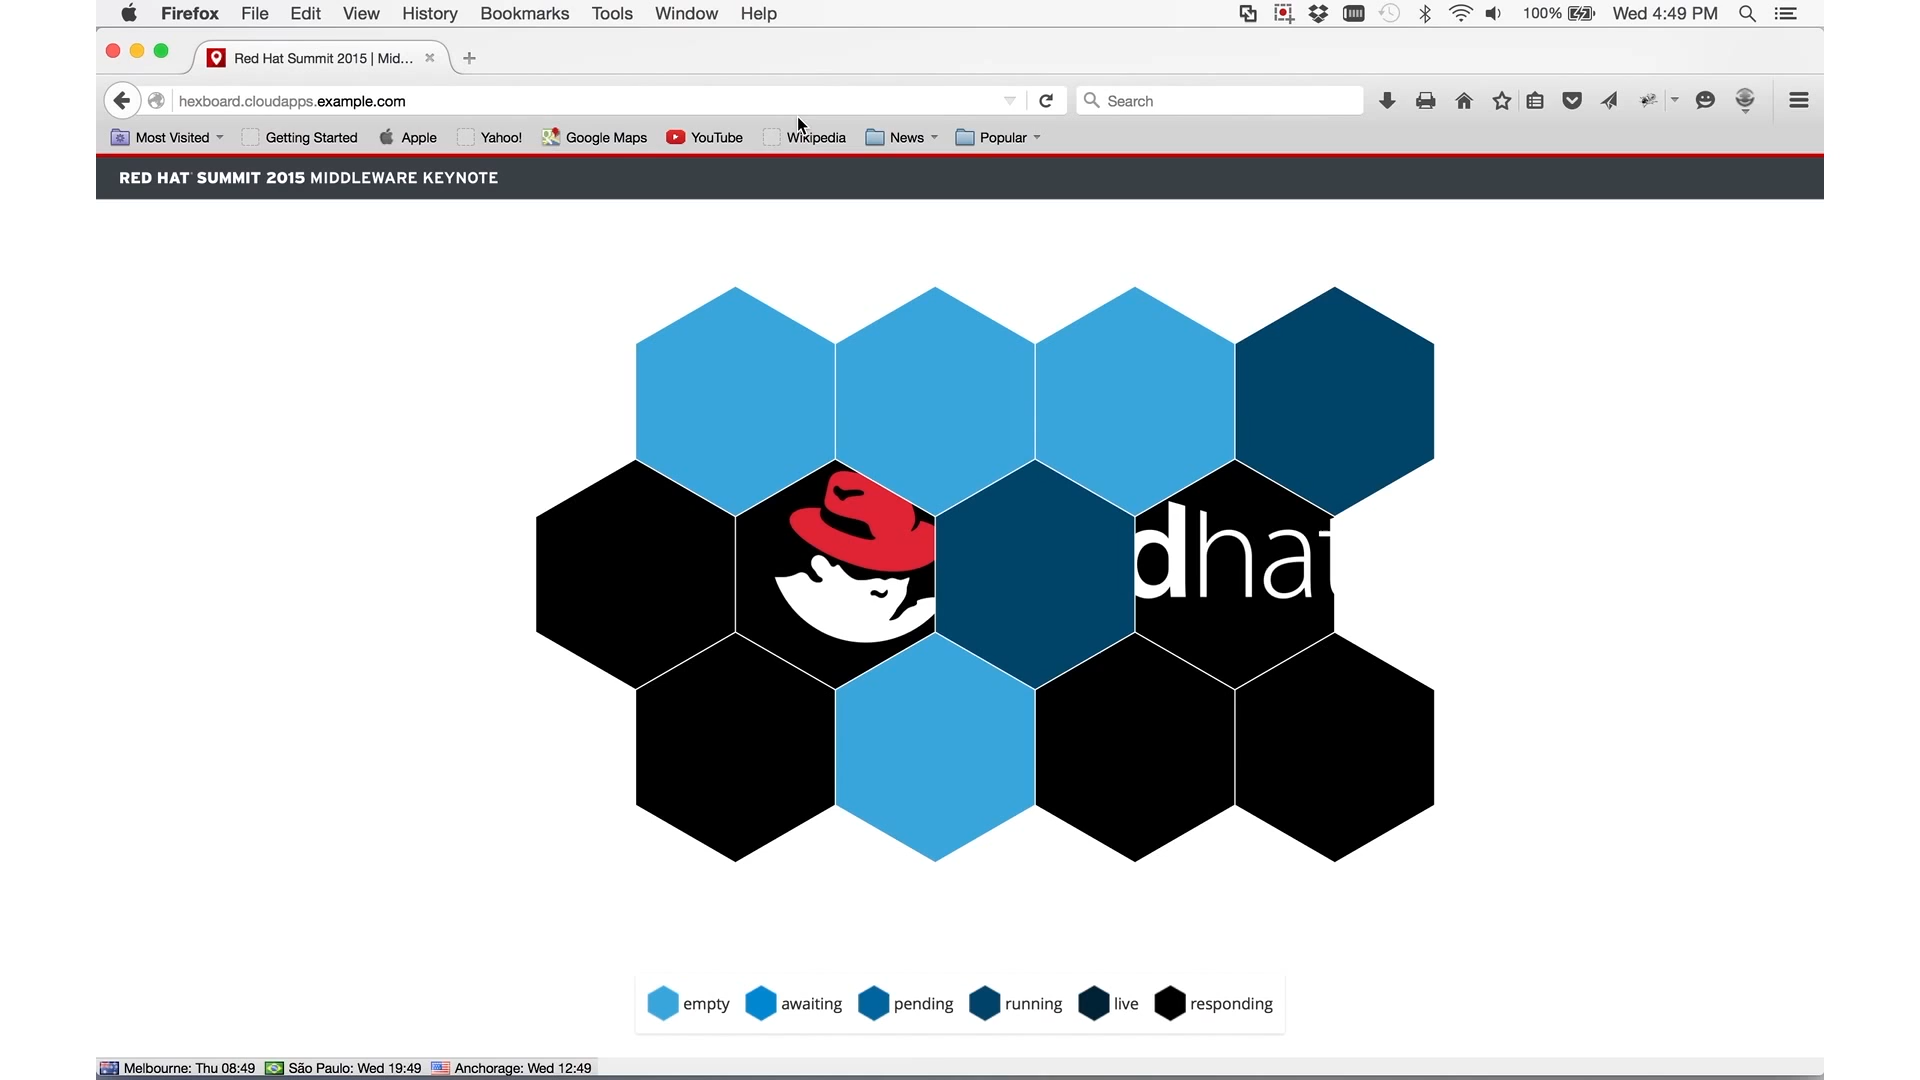 Firefox File Edit View History Bookmarks Tools Window Help 100% Wed 4:49 PM
Red Hat Summit 2015 | Mid...
hexboard.cloudapps.example.com Search
Most Visited Getting Started Apple Yahoo! Google Maps YouTube Wikipedia News Popular
RED HAT SUMMIT 2015 MIDDLEWARE KEYNOTE
dhat
empty awaiting pending running live responding
Melbourne: Thu 08:49 São Paulo: Wed 19:49 Anchorage: Wed 12:49